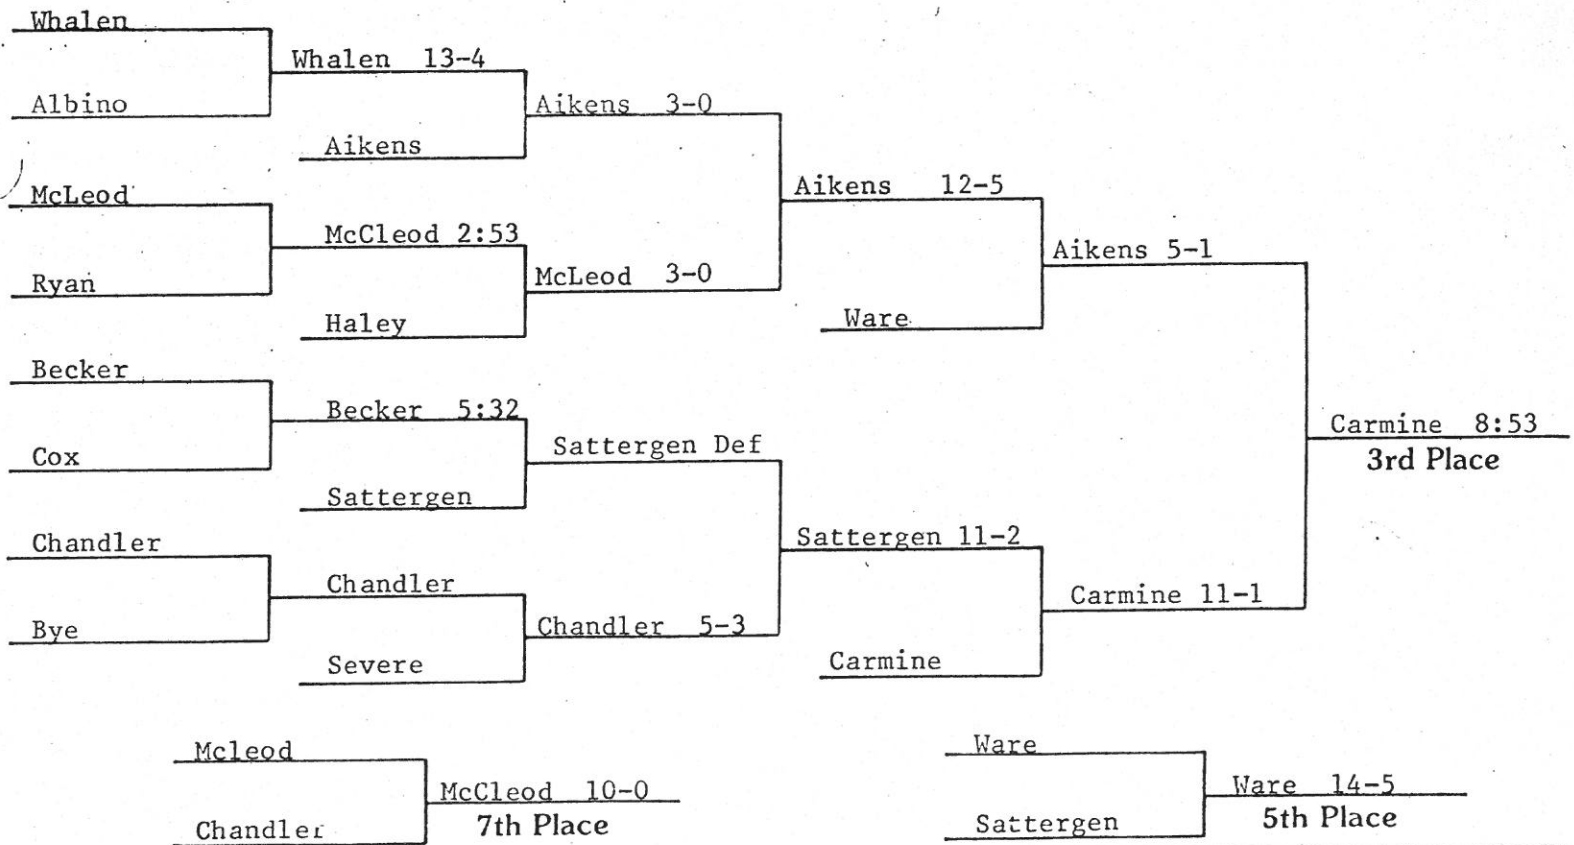 Whalen
Whalen 13-4
Albino
Aikens 3-0
Aikens
McLeod
Aikens 12-5
McCleod 2:53
Aikens 5-1
Ryan
McLeod 3-0
Haley
Ware
Becker
Becker 5:32
Carmine 8:53
3rd Place
Cox
Sattergen Def
Sattergen
Chandler
Sattergen 11-2
Chandler
Carmine 11-1
Bye
Chandler 5-3
Severe
Carmine
Mcleod
McCleod 10-0
7th Place
Chandler
Ware
Ware 14-5
5th Place
Sattergen